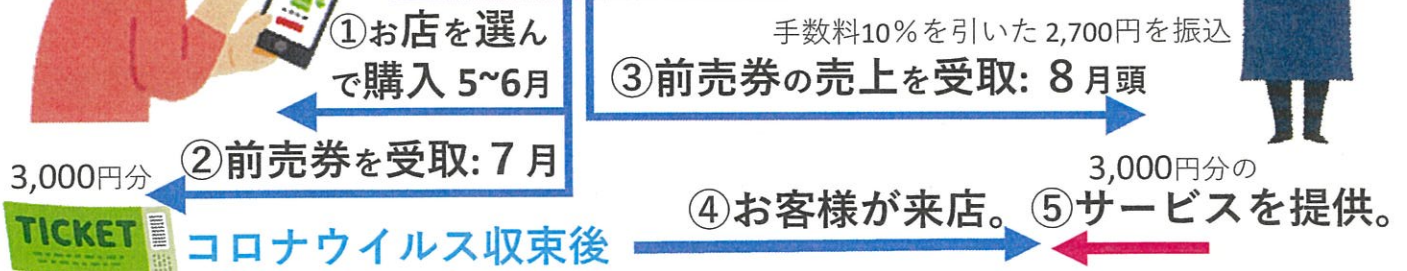 ①お店を選ん
で購入 5~6月
手数料10%を引いた 2,700円を振込
③前売券の売上を受取: 8月頭
②前売券を受取: 7月
3,000円分
TICKET
コロナウイルス収束後
④お客様が来店。
3,000円分の
⑤サービスを提供。